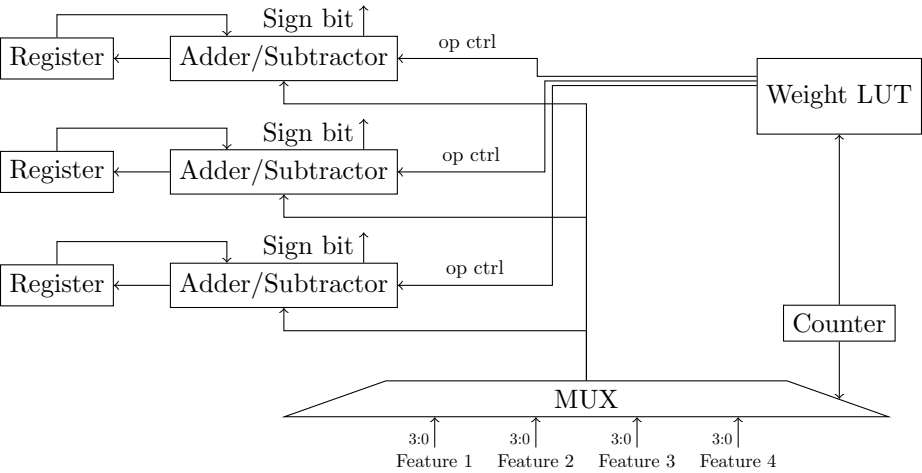 Sign bit
op ctrl
Register
Adder/Subtractor
Weight LUT
Sign bit
op ctrl
Register
Adder/Subtractor
Sign bit
op ctrl
Register
Adder/Subtractor
Counter
MUX
3:0 3:0 3:0 3:0
Feature 1 Feature 2 Feature 3 Feature 4